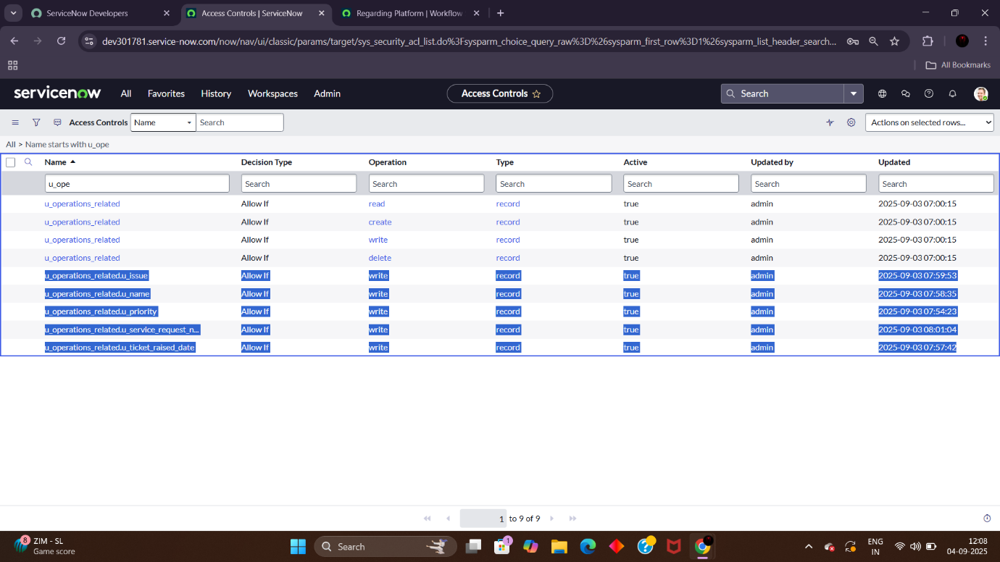 ServiceNow Developers
Access Controls | ServiceNow
Regarding Platform | Workflow
dev301781.service-now.com/now/nav/ui/classic/params/target/sys_security_acl_list.do%3Fsysparm_choice_query_raw%3D%26sysparm_first_row%3D1%26sysparm_list_header_search...
All Bookmarks
servicenow All Favorites History Workspaces Admin Access Controls Search
Access Controls Name Search Actions on selected rows...
All > Name starts with u_ope
Name Decision Type Operation Type Active Updated by Updated
u_ope Search Search Search Search Search Search
u_operations_related Allow If read record true admin 2025-09-03 07:00:15
u_operations_related Allow If create record true admin 2025-09-03 07:00:15
u_operations_related Allow If write record true admin 2025-09-03 07:00:15
u_operations_related Allow If delete record true admin 2025-09-03 07:00:15
u_operations_related.u_issue Allow If write record true admin 2025-09-03 07:59:53
u_operations_related.u_name Allow If write record true admin 2025-09-03 07:58:35
u_operations_related.u_priority Allow If write record true admin 2025-09-03 07:54:23
u_operations_related.u_service_request_n... Allow If write record true admin 2025-09-03 08:01:04
u_operations_related.u_ticket_raised_date Allow If write record true admin 2025-09-03 07:57:42
1 to 9 of 9
8 ZIM - SL
Game score
Search
1
ENG
IN
12:08
04-09-2025